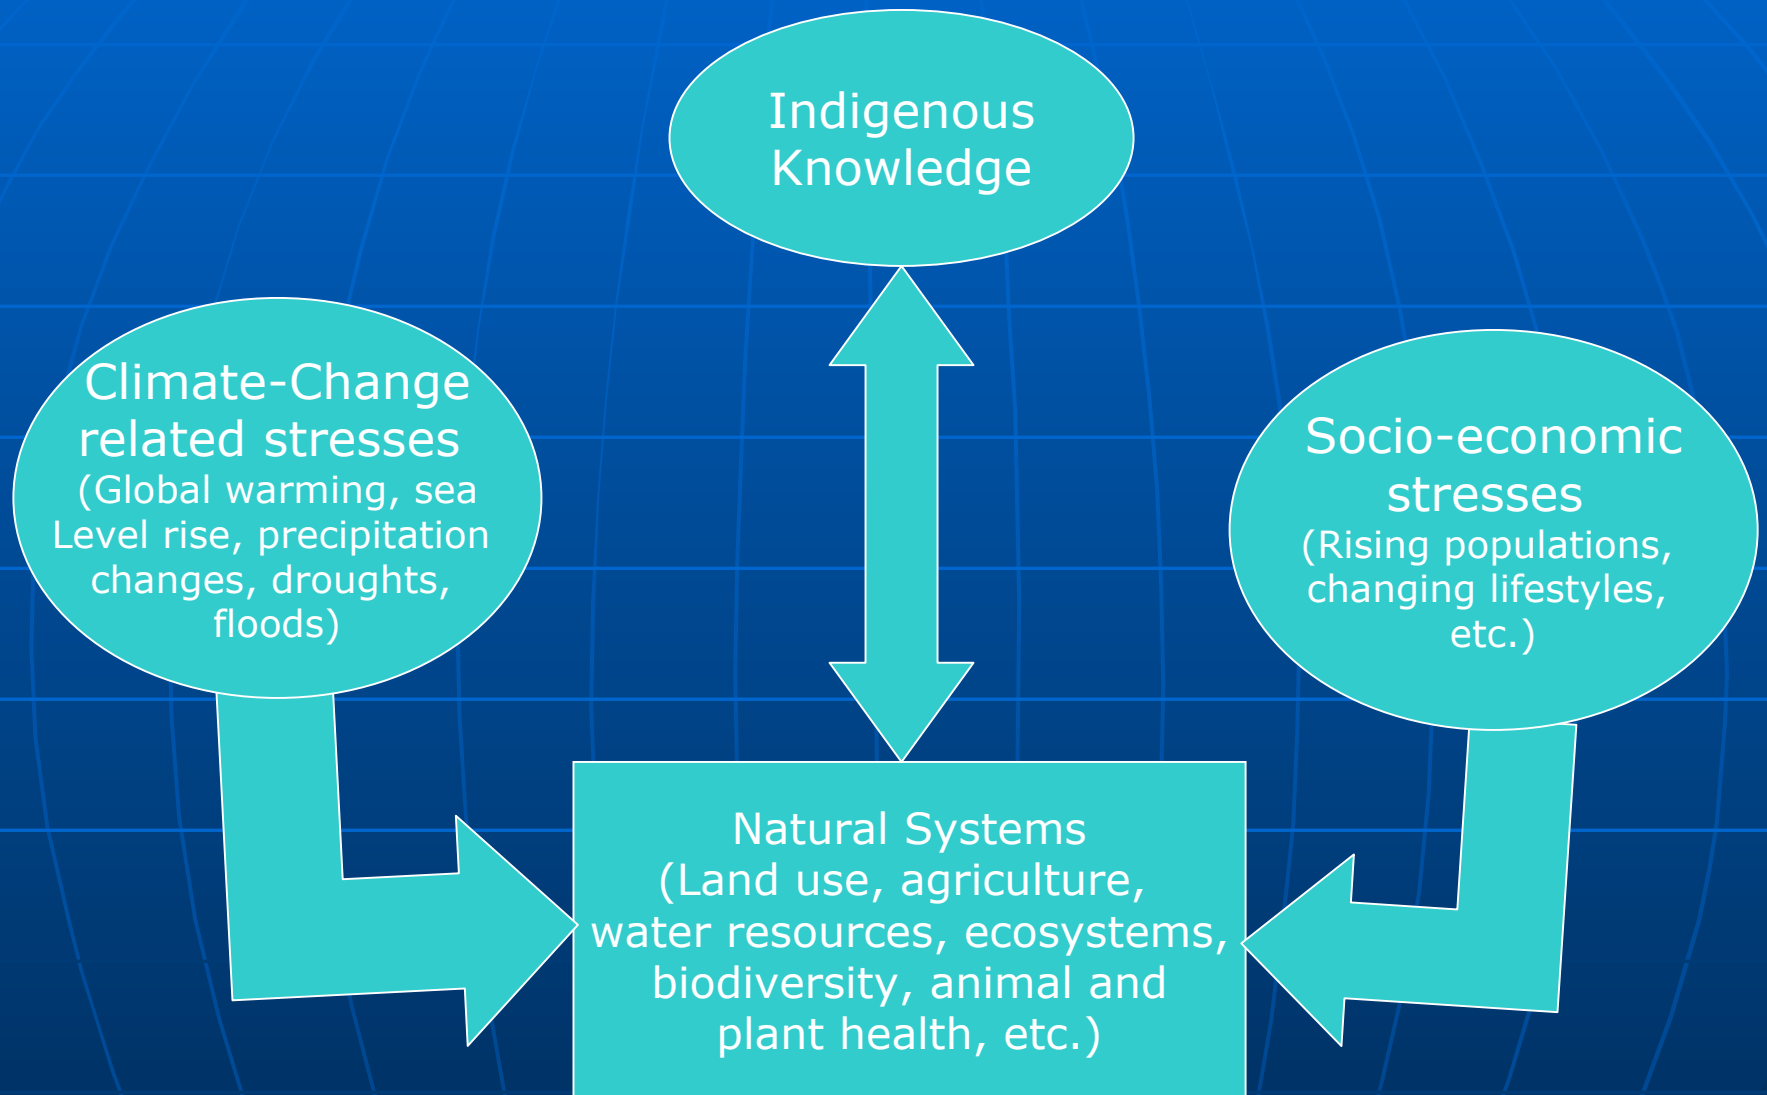 Indigenous
Knowledge
Climate-Change
related stresses
(Global warming, sea
Level rise, precipitation
changes, droughts,
floods)
Socio-economic
stresses
(Rising populations,
changing lifestyles,
etc.)
Natural Systems
(Land use, agriculture,
water resources, ecosystems,
biodiversity, animal and
plant health, etc.)